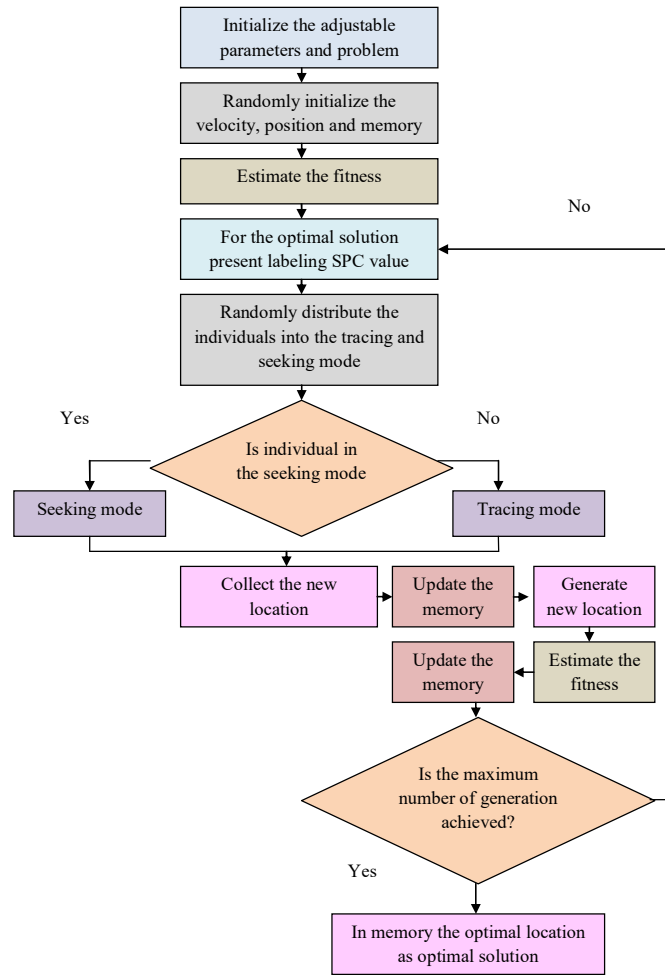 Initialize the adjustable
parameters and problem
Randomly initialize the
velocity, position and memory
Estimate the fitness
No
For the optimal solution
present labeling SPC value
Randomly distribute the
individuals into the tracing and
seeking mode
Yes
No
Is individual in
the seeking mode
Seeking mode
Tracing mode
Collect the new
location
Update the
memory
Generate
new location
Update the
memory
Estimate the
fitness
Is the maximum
number of generation
achieved?
Yes
In memory the optimal location
as optimal solution